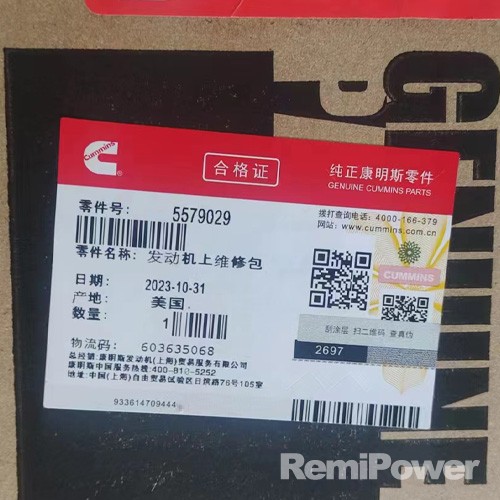 GENUINE P
Cummins
合格证
纯正康明斯零件
GENUINE CUMMINS PARTS
零件号: 5579029
拨打查询电话: 4000-166-379
网站: www.cummins.com.cn
零件名称: 发动机上维修包
CUMMINS
日期: 2023-10-31
产地: 美国
数量: 1
刮涂层 扫二维码 查真伪
2697
物流码: 603635068
总经销:康明斯发动机(上海)贸易服务有限公司
康明斯中国服务热线:400-810-5252
地址:中国(上海)自由贸易试验区日滨路76号105室
933614709444
RemiPower